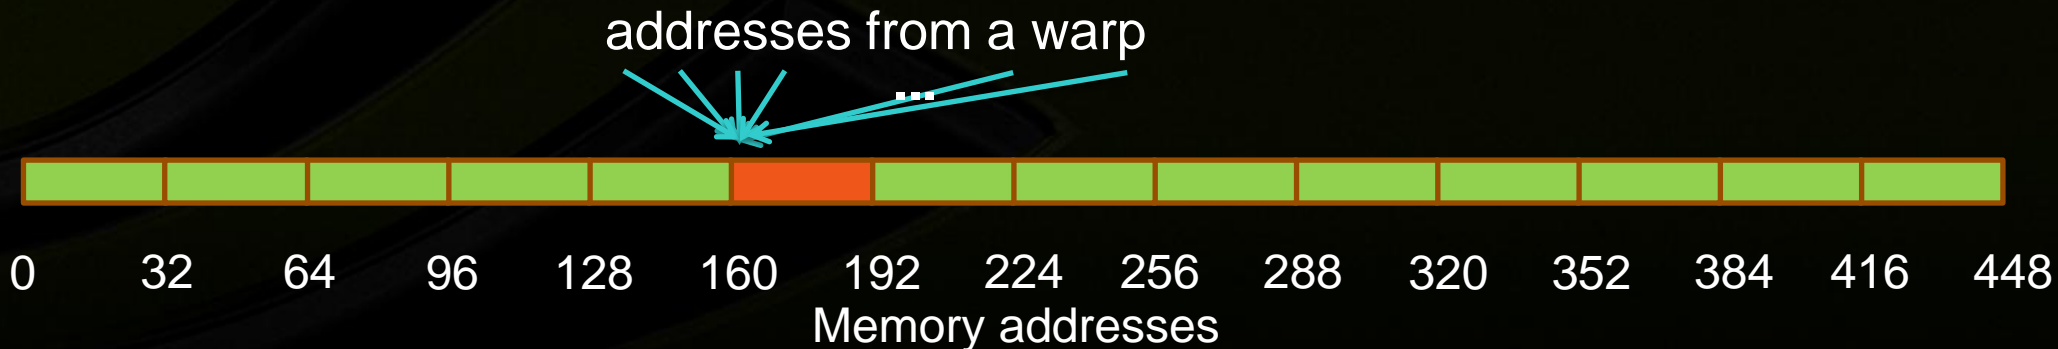 addresses from a warp
...
0 32 64 96 128 160 192 224 256 288 320 352 384 416 448
Memory addresses